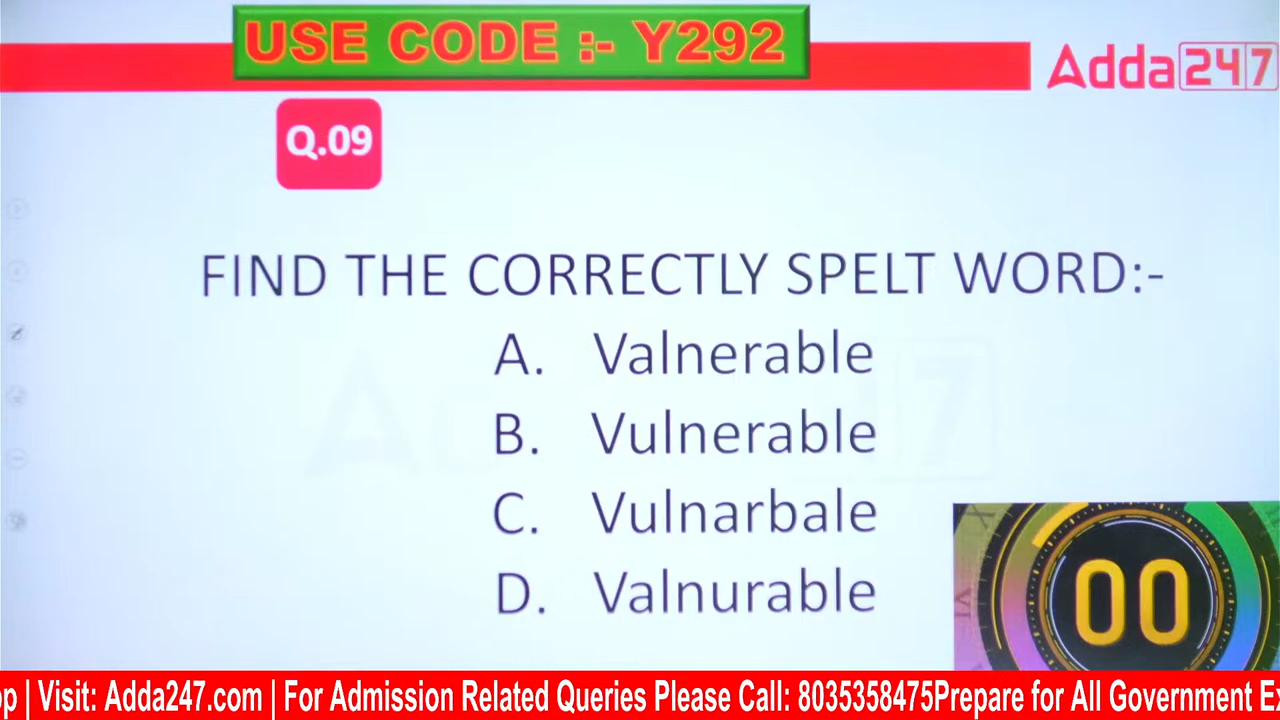 USE CODE :- Y292
Adda247
Q.09
FIND THE CORRECTLY SPELT WORD:-
A. Valnerable
B. Vulnerable
C. Vulnarbale
D. Valnurable
00
| Visit: Adda247.com | For Admission Related Queries Please Call: 8035358475Prepare for All Government